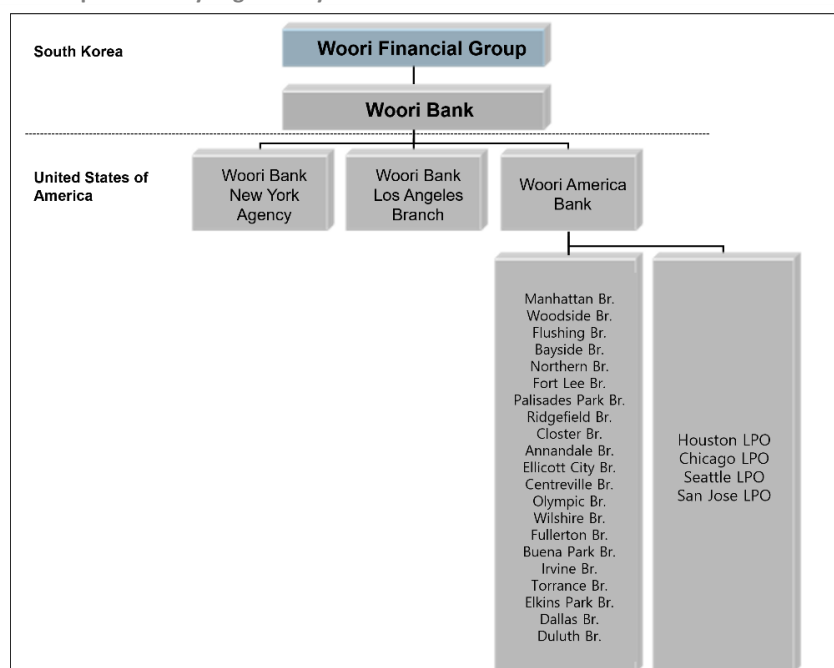 South Korea
Woori Financial Group
Woori Bank
United States of
America
Woori Bank
New York
Agency
Woori Bank
Los Angeles
Branch
Woori America
Bank
Manhattan Br.
Woodside Br.
Flushing Br.
Bayside Br.
Northern Br.
Fort Lee Br.
Palisades Park Br.
Ridgefield Br.
Closter Br.
Annandale Br.
Ellicott City Br.
Centreville Br.
Olympic Br.
Wilshire Br.
Fullerton Br.
Buena Park Br.
Irvine Br.
Torrance Br.
Elkins Park Br.
Dallas Br.
Duluth Br.
Houston LPO
Chicago LPO
Seattle LPO
San Jose LPO